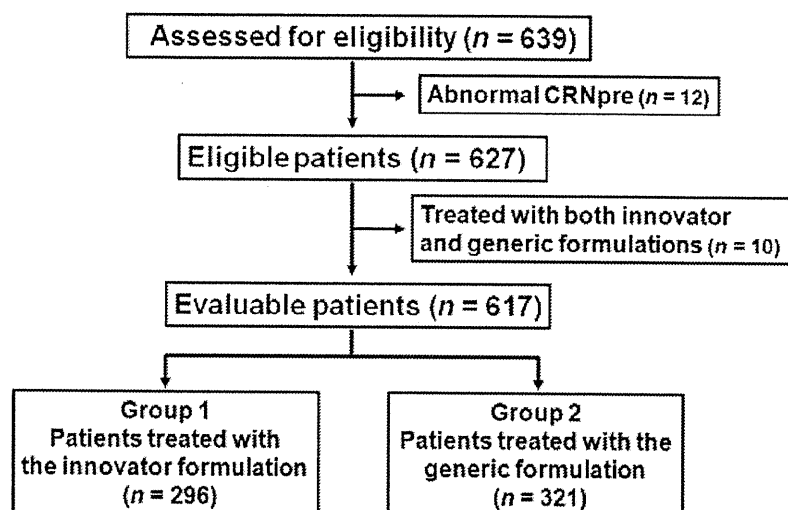 Assessed for eligibility (n = 639)
Abnormal CRNpre (n = 12)
Eligible patients (n = 627)
Treated with both innovator
and generic formulations (n = 10)
Evaluable patients (n = 617)
Group 1
Patients treated with
the innovator formulation
(n = 296)
Group 2
Patients treated with the
generic formulation
(n = 321)